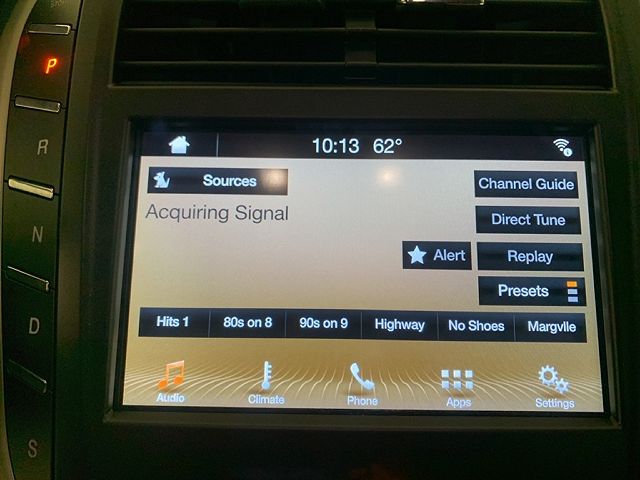 P
R
N
D
S
10:13 62°
Sources
Channel Guide
Acquiring Signal
Direct Tune
Alert
Replay
Presets
Hits 1
80s on 8
90s on 9
Highway
No Shoes
Margvlle
Audio
Climate
Phone
Apps
Settings